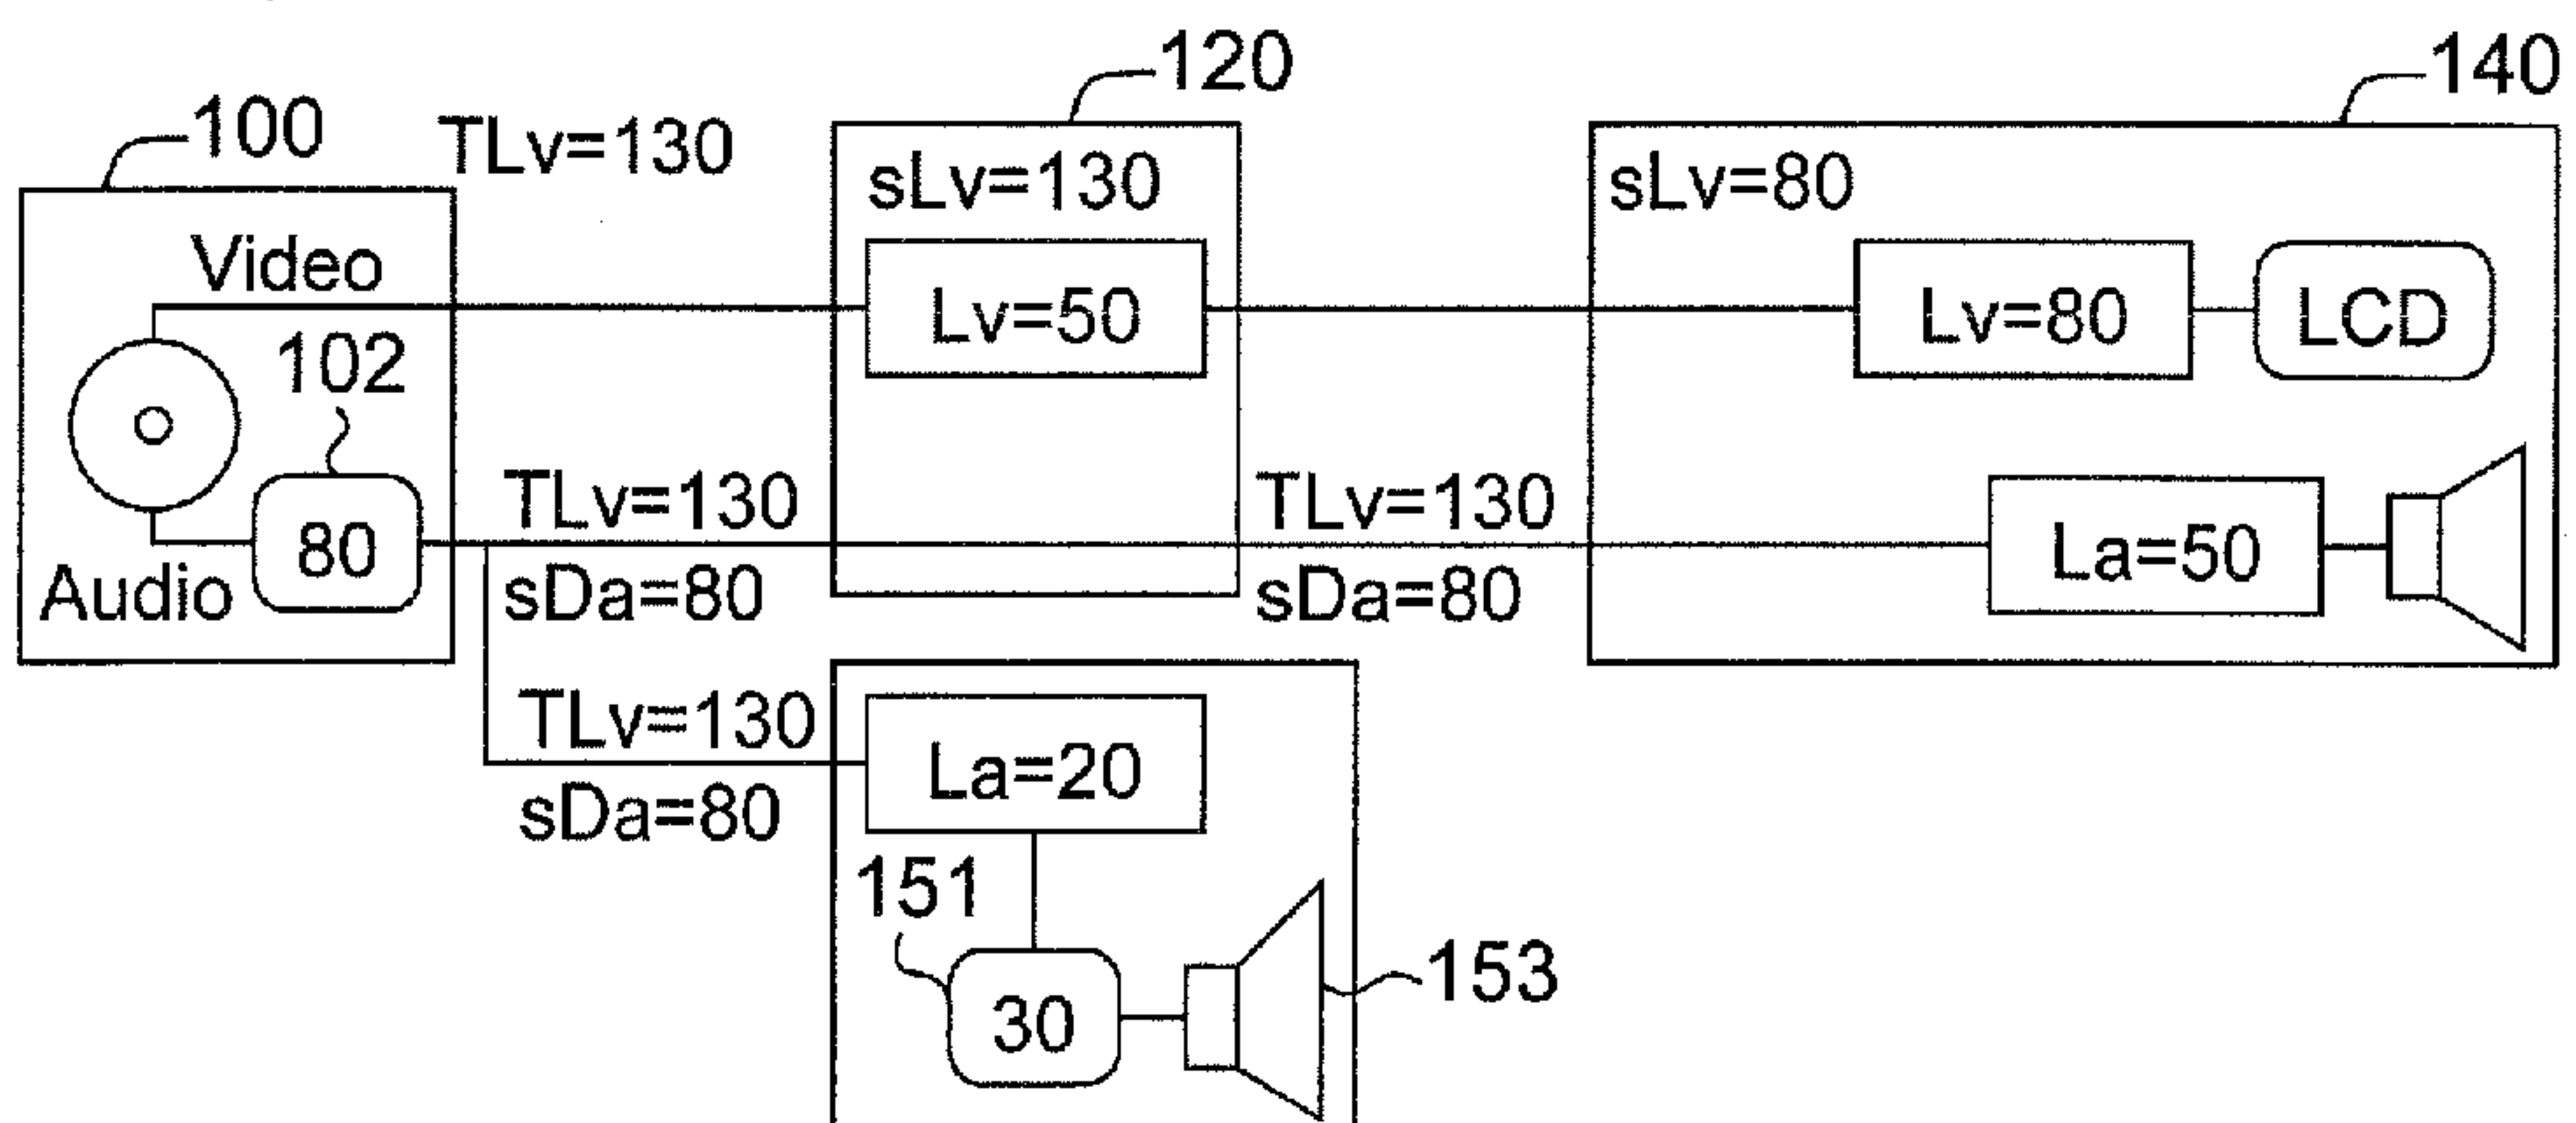 100
TLv=130
120
140
sLv=130
sLv=80
Video
Lv=50
Lv=80
LCD
102
80
Audio
TLv=130
sDa=80
TLv=130
sDa=80
La=50
TLv=130
sDa=80
La=20
151
30
153